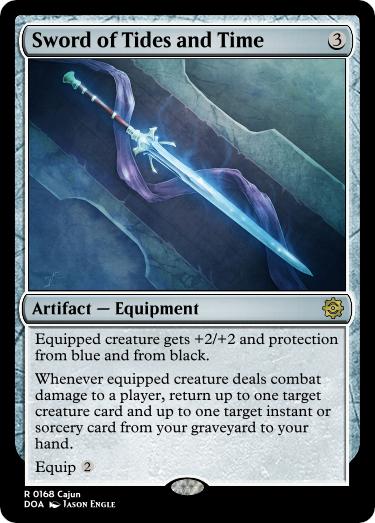 Sword of Tides and Time 3
Artifact — Equipment
Equipped creature gets +2/+2 and protection
from blue and from black.
Whenever equipped creature deals combat
damage to a player, return up to one target
creature card and up to one target instant or
sorcery card from your graveyard to your
hand.
Equip 2
R 0168 Cajun
DOA Jason Engle